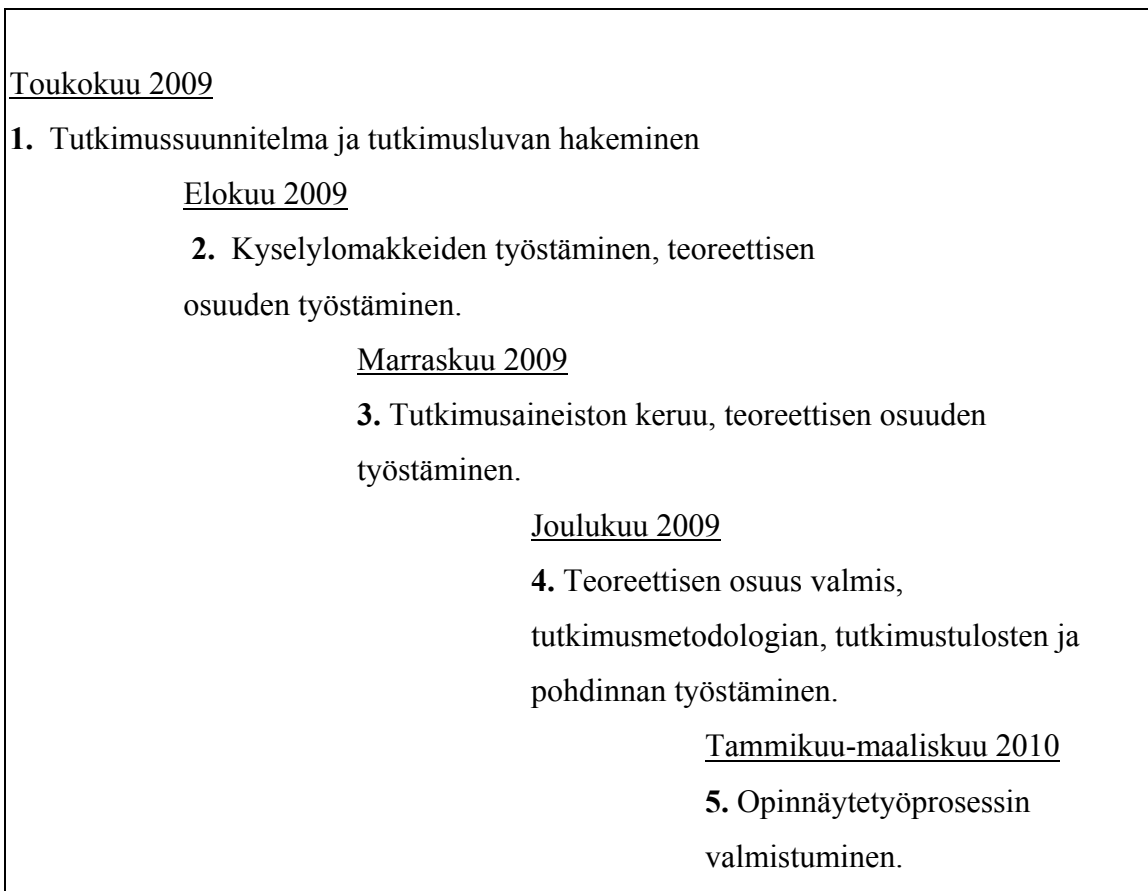 Toukokuu 2009
1. Tutkimussuunnitelma ja tutkimusluvan hakeminen
Elokuu 2009
2. Kyselylomakkeiden työstäminen, teoreettisen
osuuden työstäminen.
Marraskuu 2009
3. Tutkimusaineiston keruu, teoreettisen osuuden
työstäminen.
Joulukuu 2009
4. Teoreettisen osuus valmis,
tutkimusmetodologian, tutkimustulosten ja
pohdinnan työstäminen.
Tammikuu-maaliskuu 2010
5. Opinnäytetyöprosessin
valmistuminen.